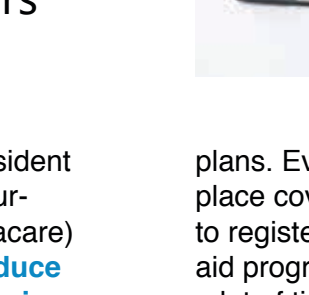 rs
sident
ur-
acare)
duce
plans. Ev
place cov
to registe
aid progr